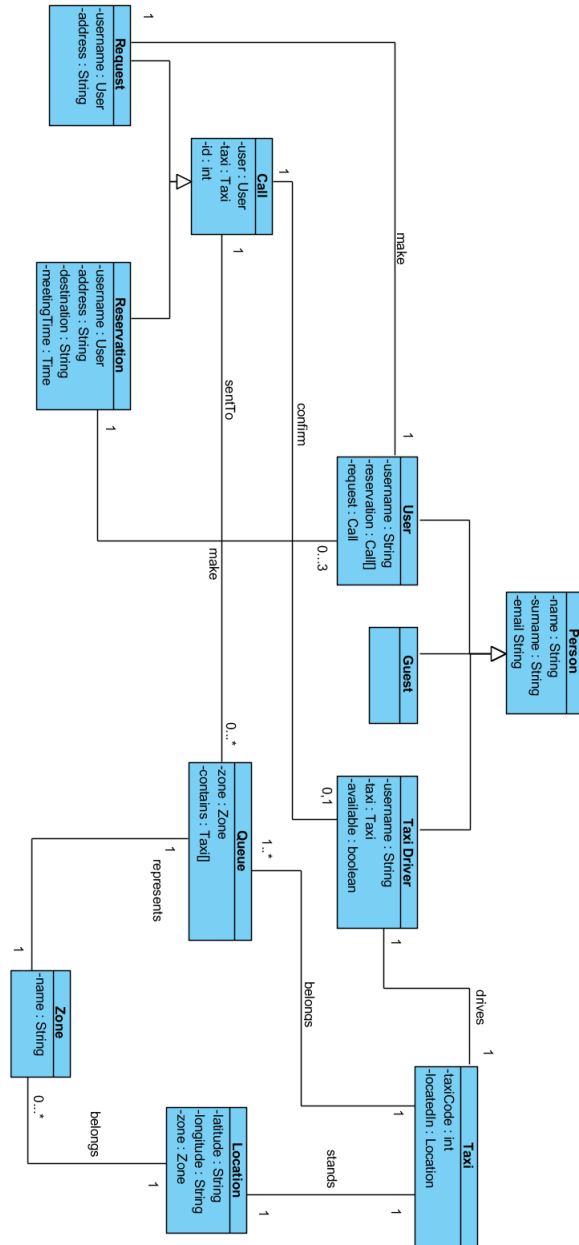 Person
-name : String
-surname : String
-email String
User
-username : String
-reservation : Call[]
-request : Call
Guest
Taxi Driver
-username : String
-taxi : Taxi
-available : boolean
Taxi
-taxiCode : int
-locatedIn : Location
Call
-user : User
-taxi : Taxi
-id : int
Queue
-zone : Zone
-contains : Taxi[]
Location
-latitude : String
-longitude : String
-zone : Zone
Request
-username : User
-address : String
Reservation
-username : User
-address : String
-destination : String
-meetingTime : Time
Zone
-name : String
1
make
1
1
confirm
0,1
1
sentTo
0...*
1
make
0...3
1
drives
1
1..*
belongs
1
1
stands
1
1
represents
1
0...*
belongs
1